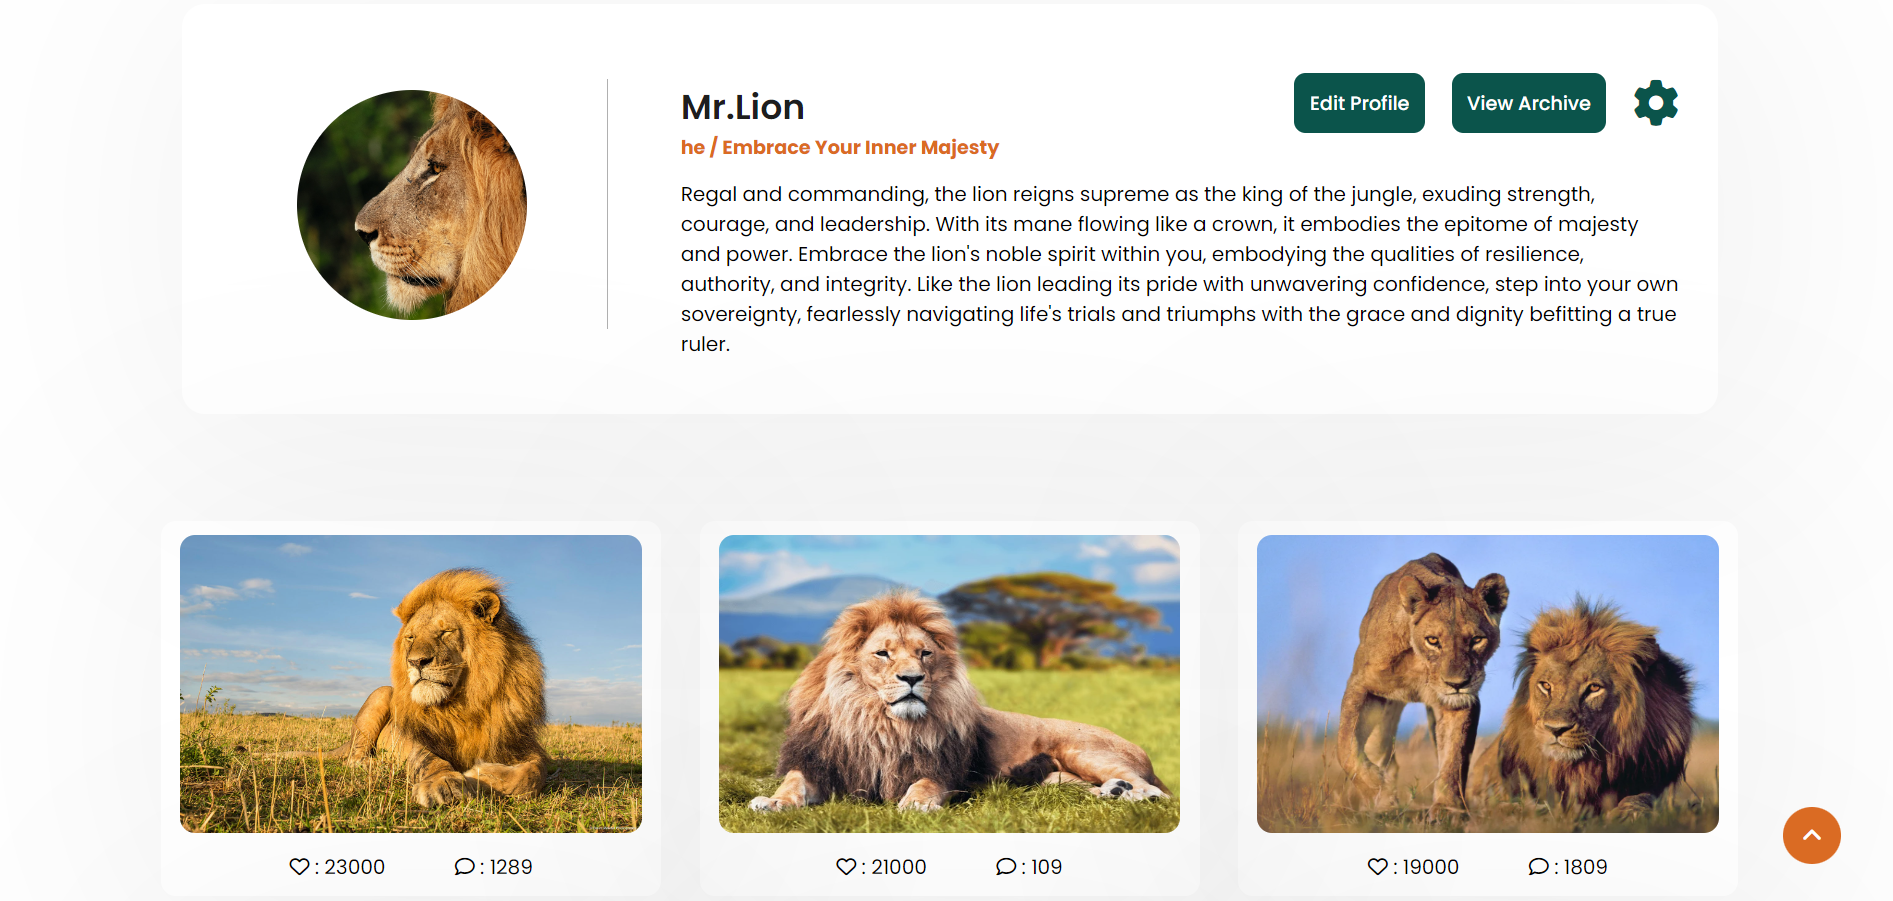 Mr.Lion
Edit Profile
View Archive
he / Embrace Your Inner Majesty
Regal and commanding, the lion reigns supreme as the king of the jungle, exuding strength,
courage, and leadership. With its mane flowing like a crown, it embodies the epitome of majesty
and power. Embrace the lion's noble spirit within you, embodying the qualities of resilience,
authority, and integrity. Like the lion leading its pride with unwavering confidence, step into your own
sovereignty, fearlessly navigating life's trials and triumphs with the grace and dignity befitting a true
ruler.
: 23000
: 1289
: 21000
: 109
: 19000
: 1809